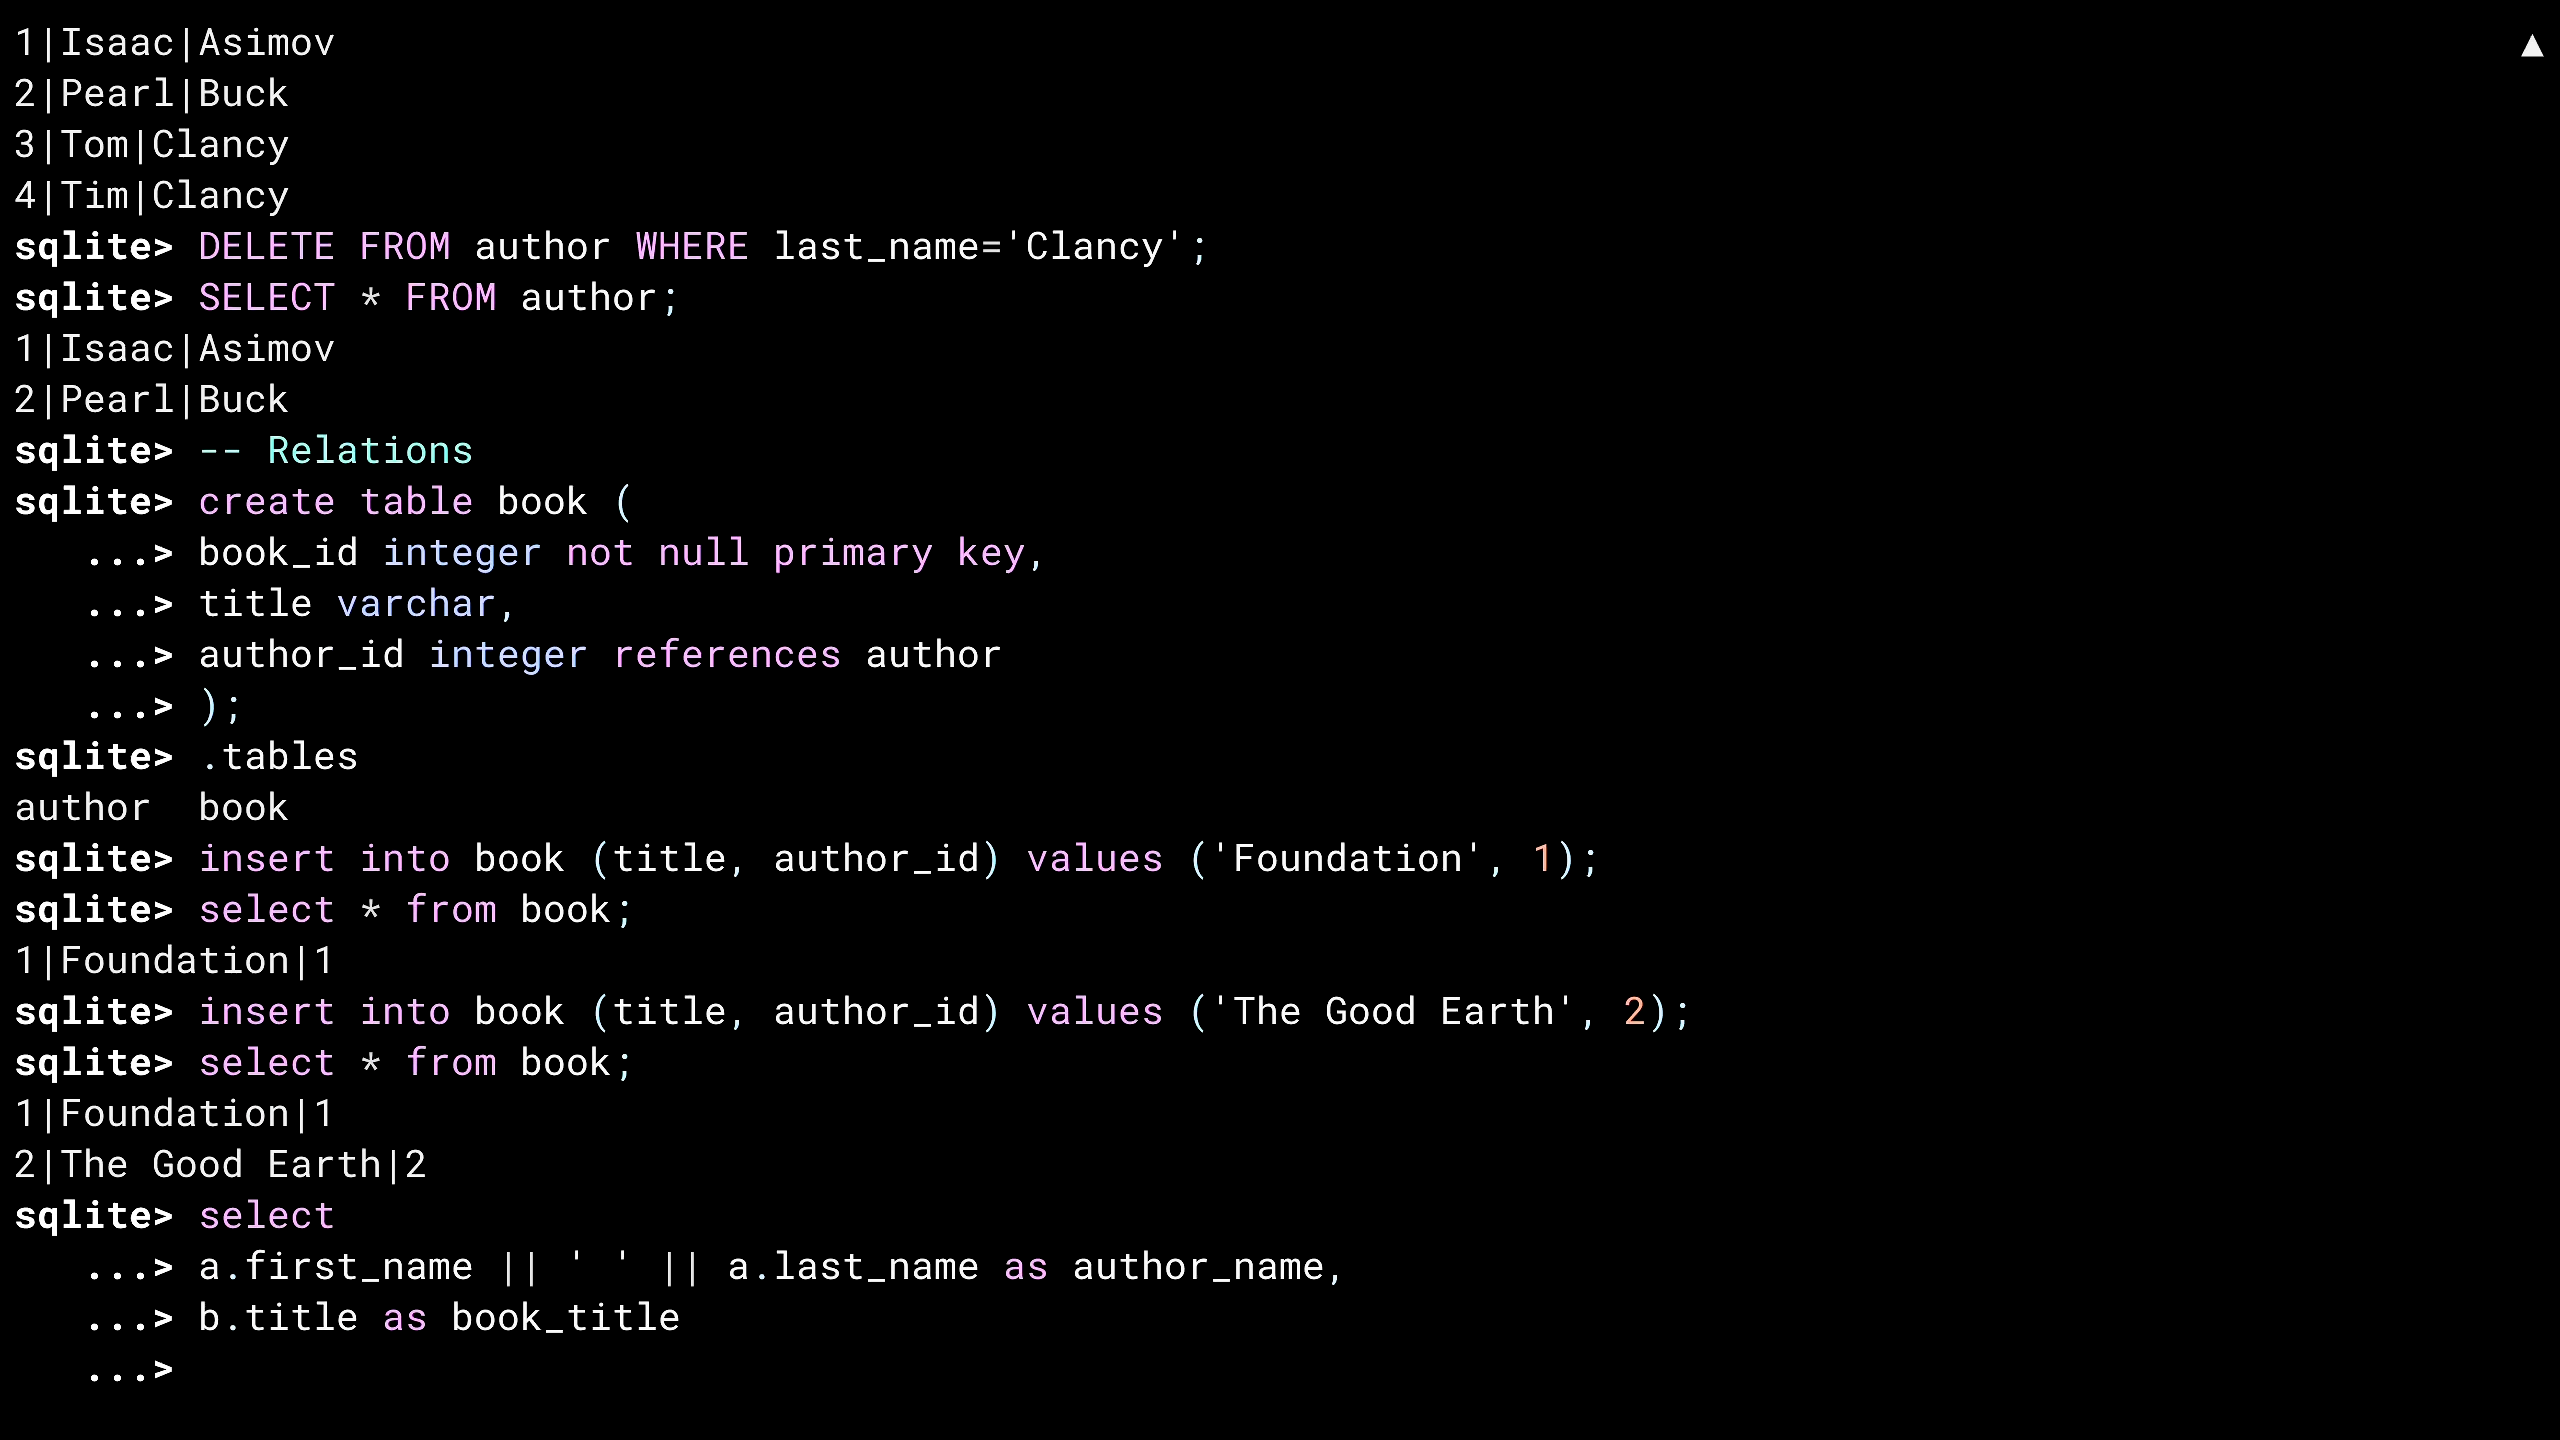 1|Isaac|Asimov
2|Pearl|Buck
3|Tom|Clancy
4|Tim|Clancy
sqlite> DELETE FROM author WHERE last_name='Clancy';
sqlite> SELECT * FROM author;
1|Isaac|Asimov
2|Pearl|Buck
sqlite> -- Relations
sqlite> create table book (
   ...> book_id integer not null primary key,
   ...> title varchar,
   ...> author_id integer references author
   ...> );
sqlite> .tables
author  book
sqlite> insert into book (title, author_id) values ('Foundation', 1);
sqlite> select * from book;
1|Foundation|1
sqlite> insert into book (title, author_id) values ('The Good Earth', 2);
sqlite> select * from book;
1|Foundation|1
2|The Good Earth|2
sqlite> select
   ...> a.first_name || ' ' || a.last_name as author_name,
   ...> b.title as book_title
   ...>